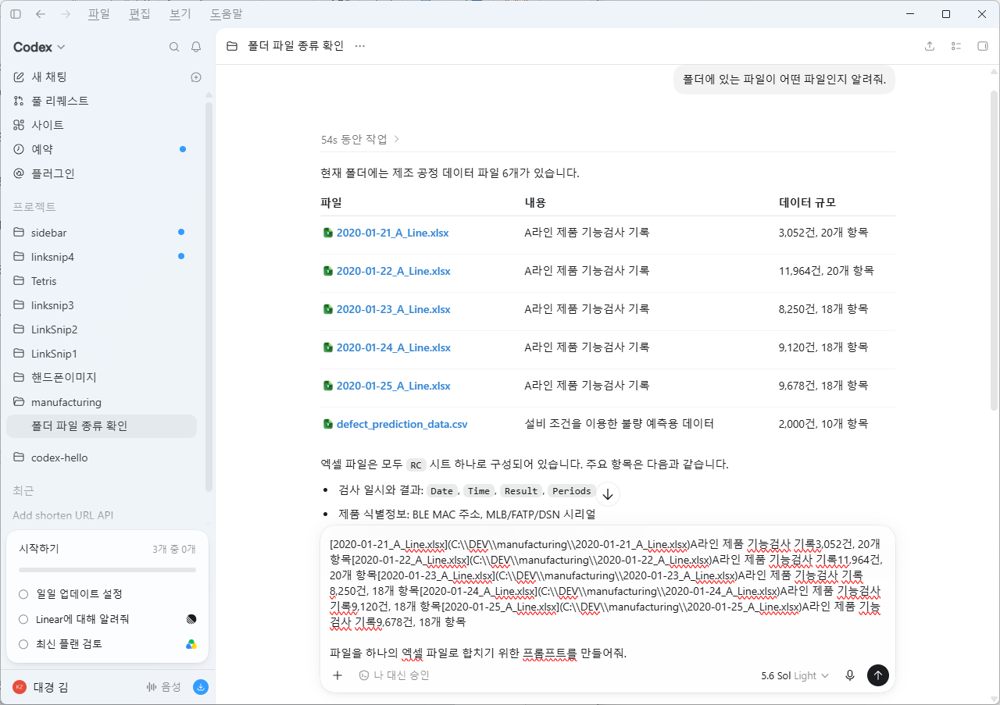 파일 편집 보기 도움말
Codex
새 채팅
풀 리퀘스트
사이트
예약
플러그인
프로젝트
sidebar
linksnip4
Tetris
linksnip3
LinkSnip2
LinkSnip1
핸드폰이미지
manufacturing
폴더 파일 종류 확인
codex-hello
최근
Add shorten URL API
시작하기 3개 중 0개
일일 업데이트 설정
Linear에 대해 알려줘
최신 플랜 검토
KZ 대경 김 음성
폴더 파일 종류 확인
폴더에 있는 파일이 어떤 파일인지 알려줘.
54s 동안 작업
현재 폴더에는 제조 공정 데이터 파일 6개가 있습니다.
파일 내용 데이터 규모
2020-01-21_A_Line.xlsx A라인 제품 기능검사 기록 3,052건, 20개 항목
2020-01-22_A_Line.xlsx A라인 제품 기능검사 기록 11,964건, 20개 항목
2020-01-23_A_Line.xlsx A라인 제품 기능검사 기록 8,250건, 18개 항목
2020-01-24_A_Line.xlsx A라인 제품 기능검사 기록 9,120건, 18개 항목
2020-01-25_A_Line.xlsx A라인 제품 기능검사 기록 9,678건, 18개 항목
defect_prediction_data.csv 설비 조건을 이용한 불량 예측용 데이터 2,000건, 10개 항목
엑셀 파일은 모두 RC 시트 하나로 구성되어 있습니다. 주요 항목은 다음과 같습니다.
• 검사 일시와 결과: Date, Time, Result, Periods
• 제품 식별정보: BLE MAC 주소, MLB/FATP/DSN 시리얼
[2020-01-21_A_Line.xlsx](C:\\DEV\\manufacturing\\2020-01-21_A_Line.xlsx)A라인 제품 기능검사 기록3,052건, 20개
항목[2020-01-22_A_Line.xlsx](C:\\DEV\\manufacturing\\2020-01-22_A_Line.xlsx)A라인 제품 기능검사 기록11,964건,
20개 항목[2020-01-23_A_Line.xlsx](C:\\DEV\\manufacturing\\2020-01-23_A_Line.xlsx)A라인 제품 기능검사 기록
8,250건, 18개 항목[2020-01-24_A_Line.xlsx](C:\\DEV\\manufacturing\\2020-01-24_A_Line.xlsx)A라인 제품 기능검사
기록9,120건, 18개 항목[2020-01-25_A_Line.xlsx](C:\\DEV\\manufacturing\\2020-01-25_A_Line.xlsx)A라인 제품 기능
검사 기록9,678건, 18개 항목
파일을 하나의 엑셀 파일로 합치기 위한 프롬프트를 만들어줘.
나 대신 승인 5.6 Sol Light